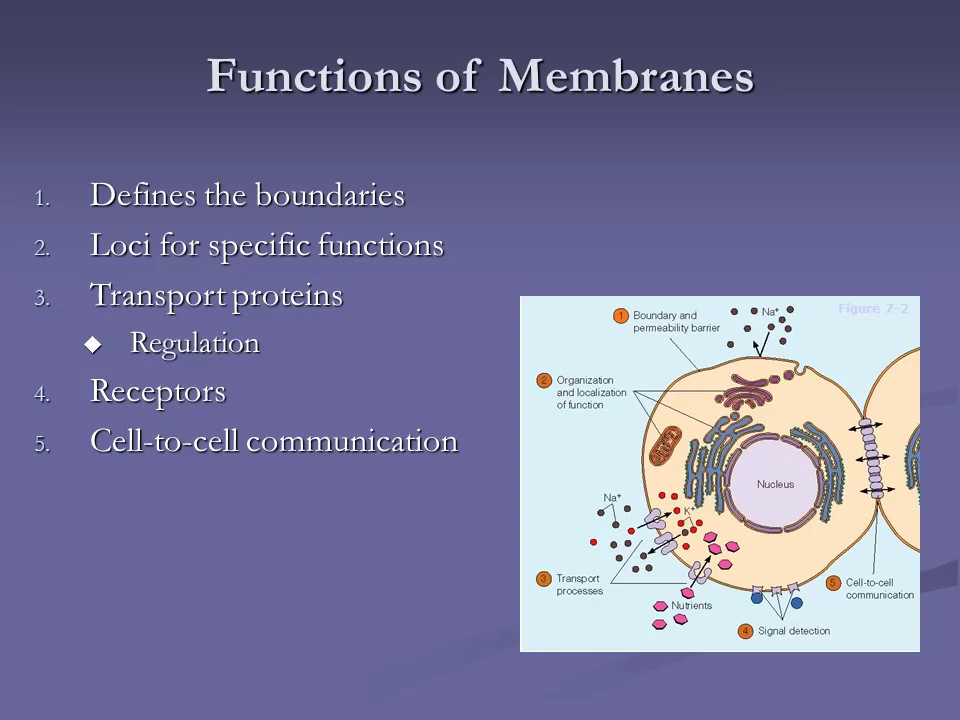 Functions of Membranes
1. Defines the boundaries
2. Loci for specific functions
3. Transport proteins
◆ Regulation
4. Receptors
5. Cell-to-cell communication
Figure 7-2
1 Boundary and
permeability barrier
Na⁺
2 Organization
and localization
of function
Nucleus
Na⁺
K⁺
3 Transport
processes
Nutrients
4 Signal detection
5 Cell-to-cell
communication